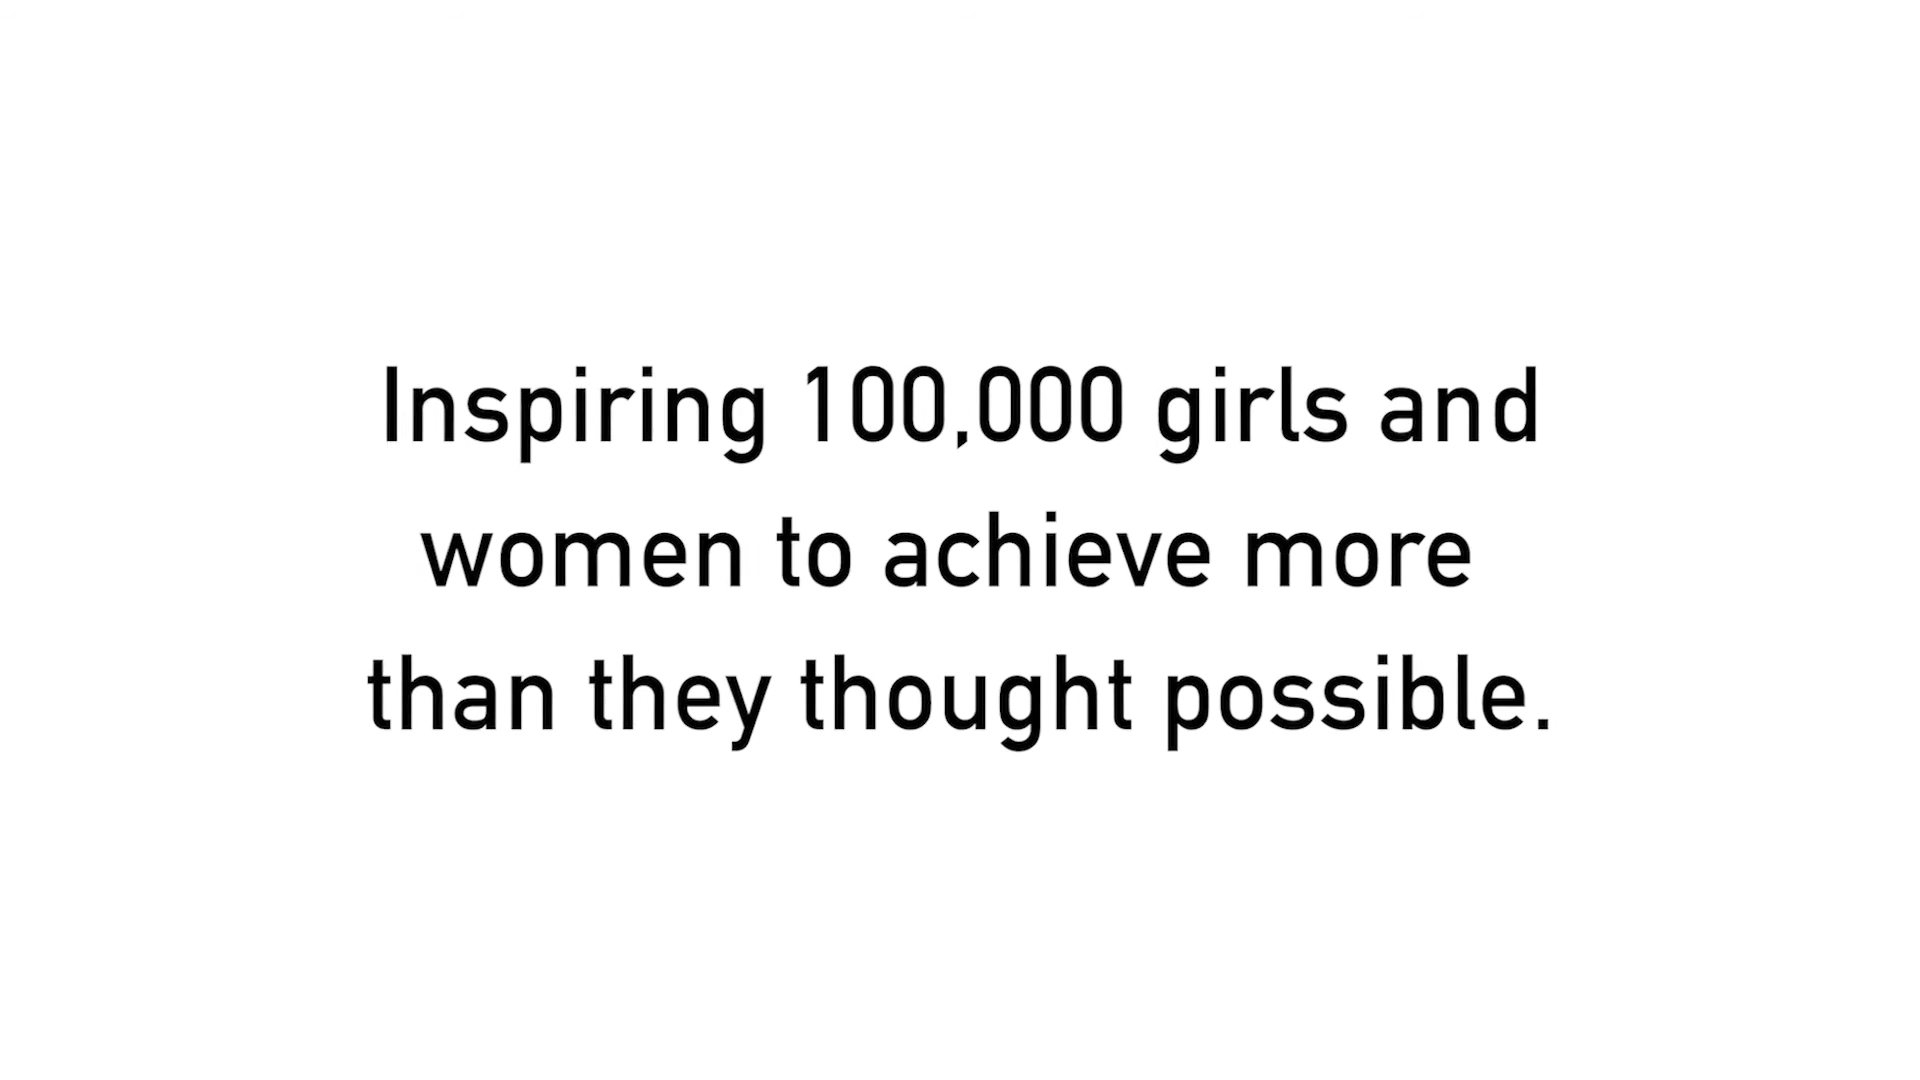 Inspiring 100,000 girls and
women to achieve more
than they thought possible.